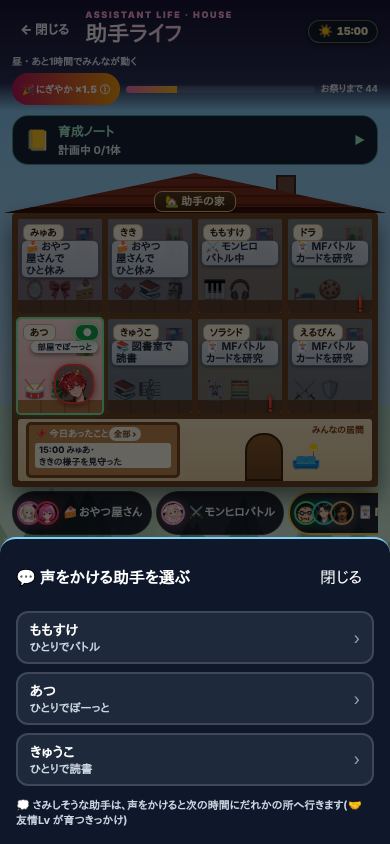 ← 閉じる
ASSISTANT LIFE · HOUSE
助手ライフ
☀️ 15:00
昼・あと1時間でみんなが動く
🎉にぎやか ×1.5 ⓘ
お祭りまで 44
📒 育成ノート
計画中 0/1体
▶
🏡 助手の家
みゅあ
🍰 おやつ
屋さんで
ひと休み
きき
🍰 おやつ
屋さんで
ひと休み
ももすけ
⚔️ モンヒロ
バトル中
ドラ
🃏 MFバトル
カードを研究
❗
あつ
部屋でぼーっと
きゅうこ
📚 図書室で
読書
ソラシド
🃏 MFバトル
カードを研究
❗
えるぴん
🃏 MFバトル
カードを研究
📌 今日あったこと
全部 ›
15:00 みゅあ·
ききの様子を見守った
みんなの居間
🍰 おやつ屋さん
⚔️ モンヒロバトル
💬 声をかける助手を選ぶ
閉じる
ももすけ
ひとりでバトル
›
あつ
ひとりでぼーっと
›
きゅうこ
ひとりで読書
›
💭 さみしそうな助手は、声をかけると次の時間にだれかの所へ行きます(🤝
友情Lv が育つきっかけ)